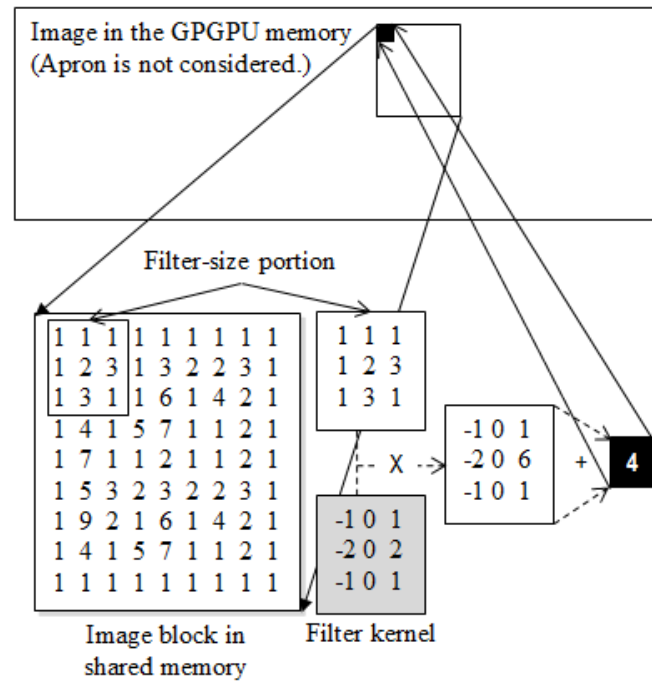 Image in the GPGPU memory
(Apron is not considered.)
Filter-size portion
1 1 1 1 1 1 1 1 1
1 2 3 1 3 2 2 3 1
1 3 1 1 6 1 4 2 1
1 4 1 5 7 1 1 2 1
1 7 1 1 2 1 1 2 1
1 5 3 2 3 2 2 3 1
1 9 2 1 6 1 4 2 1
1 4 1 5 7 1 1 2 1
1 1 1 1 1 1 1 1 1
Image block in
shared memory
1 1 1
1 2 3
1 3 1
X
-1 0 1
-2 0 2
-1 0 1
Filter kernel
-1 0 1
-2 0 6
-1 0 1
+
4